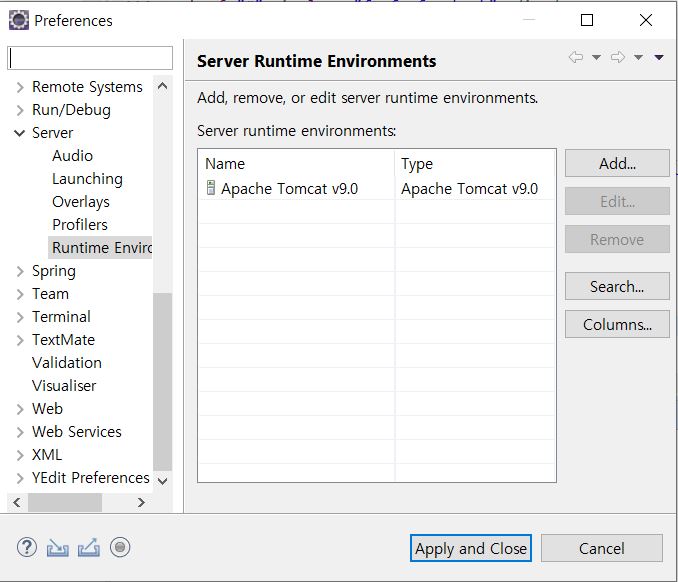 Preferences
Server Runtime Environments
Add, remove, or edit server runtime environments.
Server runtime environments:
Name Type
Apache Tomcat v9.0 Apache Tomcat v9.0
Add...
Edit...
Remove
Search...
Columns...
Remote Systems
Run/Debug
Server
Audio
Launching
Overlays
Profilers
Runtime Enviro
Spring
Team
Terminal
TextMate
Validation
Visualiser
Web
Web Services
XML
YEdit Preferences
?
Apply and Close
Cancel